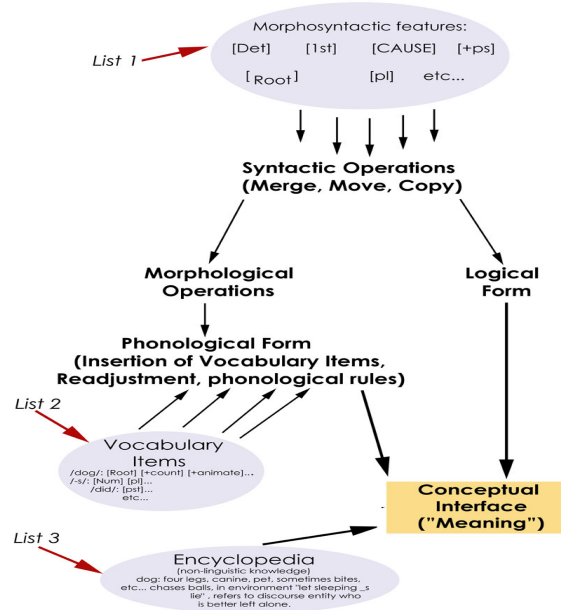 Morphosyntactic features:
[Det] [1st] [CAUSE] [+ps]
[Root] [pl] etc...
List 1
Syntactic Operations
(Merge, Move, Copy)
Morphological
Operations
Logical
Form
Phonological Form
(Insertion of Vocabulary Items,
Readjustment, phonological rules)
List 2
Vocabulary
Items
/dog/: [Root] [+count] [+animate]...
/-s/: [Num] [pl]...
/did/: [pst]...
etc...
Conceptual
Interface
("Meaning")
List 3
Encyclopedia
(non-linguistic knowledge)
dog: four legs, canine, pet, sometimes bites,
etc... chases balls, in environment "let sleeping _s
lie", refers to discourse entity who
is better left alone.